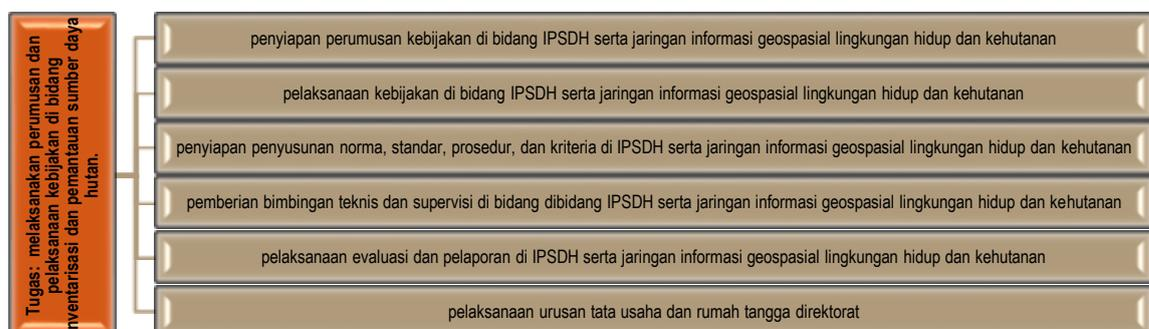 Tugas: melaksanakan perumusan dan
pelaksanaan kebijakan di bidang
nventarisasi dan pemantauan sumber daya
hutan.
penyiapan perumusan kebijakan di bidang IPSDH serta jaringan informasi geospasial lingkungan hidup dan kehutanan
pelaksanaan kebijakan di bidang IPSDH serta jaringan informasi geospasial lingkungan hidup dan kehutanan
penyiapan penyusunan norma, standar, prosedur, dan kriteria di IPSDH serta jaringan informasi geospasial lingkungan hidup dan kehutanan
pemberian bimbingan teknis dan supervisi di bidang dibidang IPSDH serta jaringan informasi geospasial lingkungan hidup dan kehutanan
pelaksanaan evaluasi dan pelaporan di IPSDH serta jaringan informasi geospasial lingkungan hidup dan kehutanan
pelaksanaan urusan tata usaha dan rumah tangga direktorat